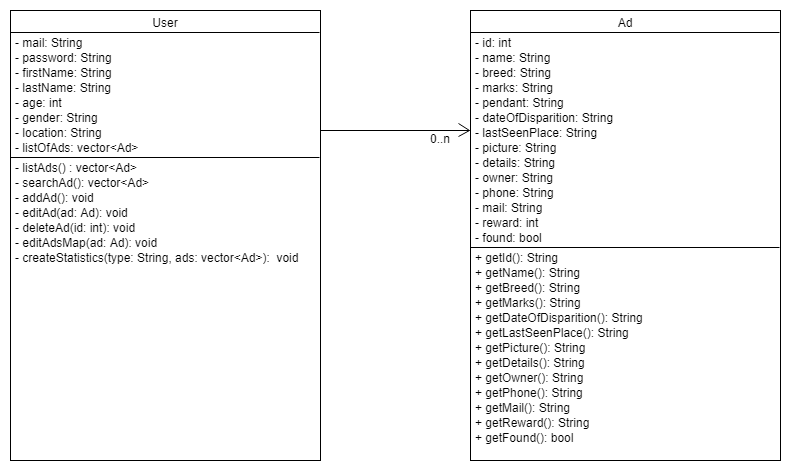 User
- mail: String
- password: String
- firstName: String
- lastName: String
- age: int
- gender: String
- location: String
- listOfAds: vector<Ad>
- listAds() : vector<Ad>
- searchAd(): vector<Ad>
- addAd(): void
- editAd(ad: Ad): void
- deleteAd(id: int): void
- editAdsMap(ad: Ad): void
- createStatistics(type: String, ads: vector<Ad>): void
0..n
Ad
- id: int
- name: String
- breed: String
- marks: String
- pendant: String
- dateOfDisparition: String
- lastSeenPlace: String
- picture: String
- details: String
- owner: String
- phone: String
- mail: String
- reward: int
- found: bool
+ getId(): String
+ getName(): String
+ getBreed(): String
+ getMarks(): String
+ getDateOfDisparition(): String
+ getLastSeenPlace(): String
+ getPicture(): String
+ getDetails(): String
+ getOwner(): String
+ getPhone(): String
+ getMail(): String
+ getReward(): String
+ getFound(): bool